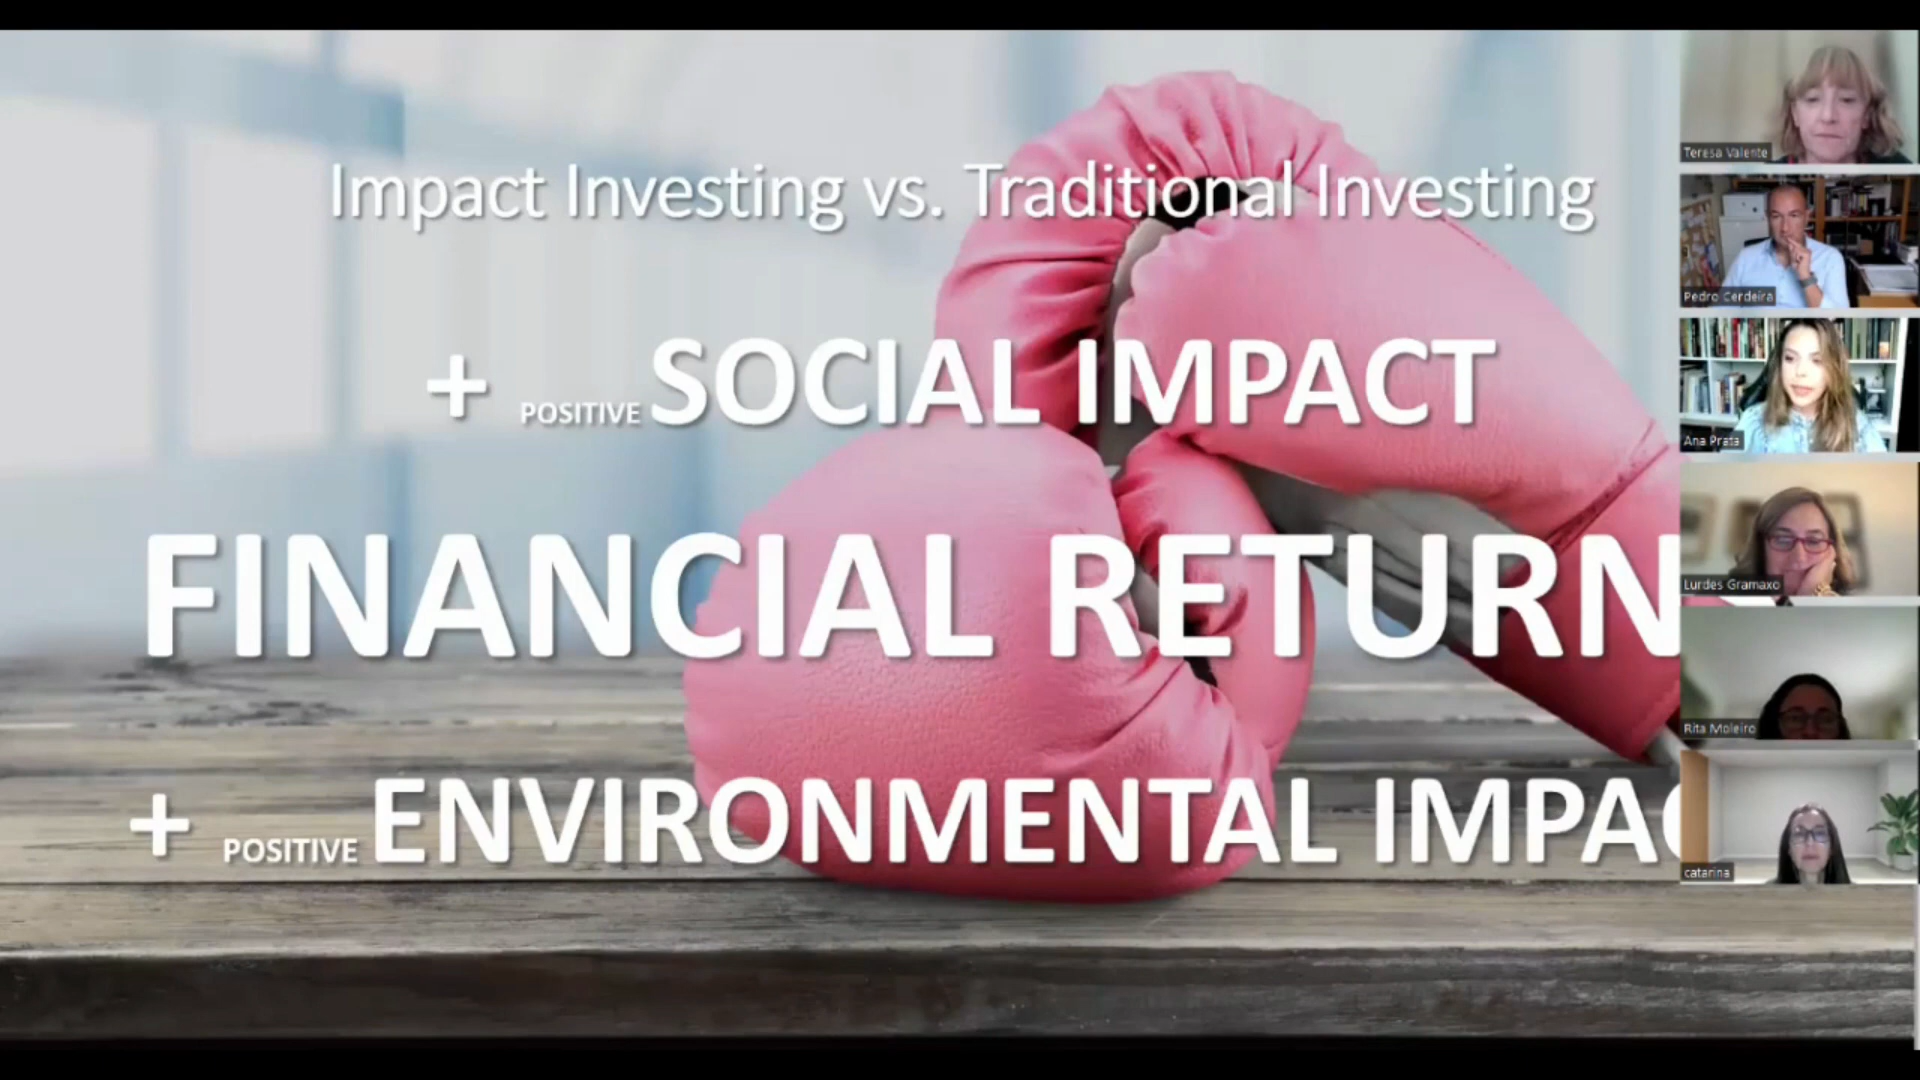 Impact Investing vs. Traditional Investing
+ POSITIVE SOCIAL IMPACT
FINANCIAL RETURN
+ POSITIVE ENVIRONMENTAL IMPAC
Teresa Valente
Pedro Cerdeira
Ana Prata
Lurdes Gramaxo
Rita Moleiro
catarina